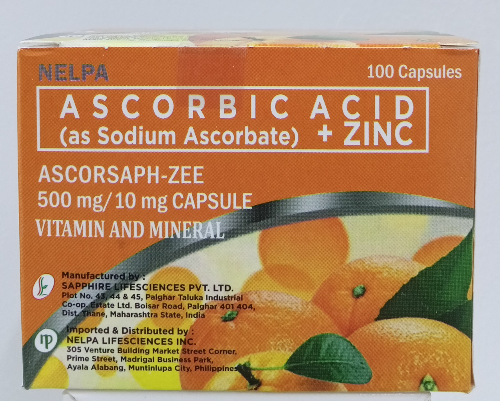 NELPA
100 Capsules
ASCORBIC ACID
(as Sodium Ascorbate) + ZINC
ASCORSAPH-ZEE
500 mg/10 mg CAPSULE
VITAMIN AND MINERAL
Manufactured by :
SAPPHIRE LIFESCIENCES PVT. LTD.
Plot No. 43, 44 & 45, Palghar Taluka Industrial
Co-op. Estate Ltd. Boisar Road, Palghar 401 404,
Dist. Thane, Maharashtra State, India
Imported & Distributed by :
NELPA LIFESCIENCES INC.
305 Venture Building Market Street Corner,
Prime Street, Madrigal Business Park,
Ayala Alabang, Muntinlupa City, Philippines